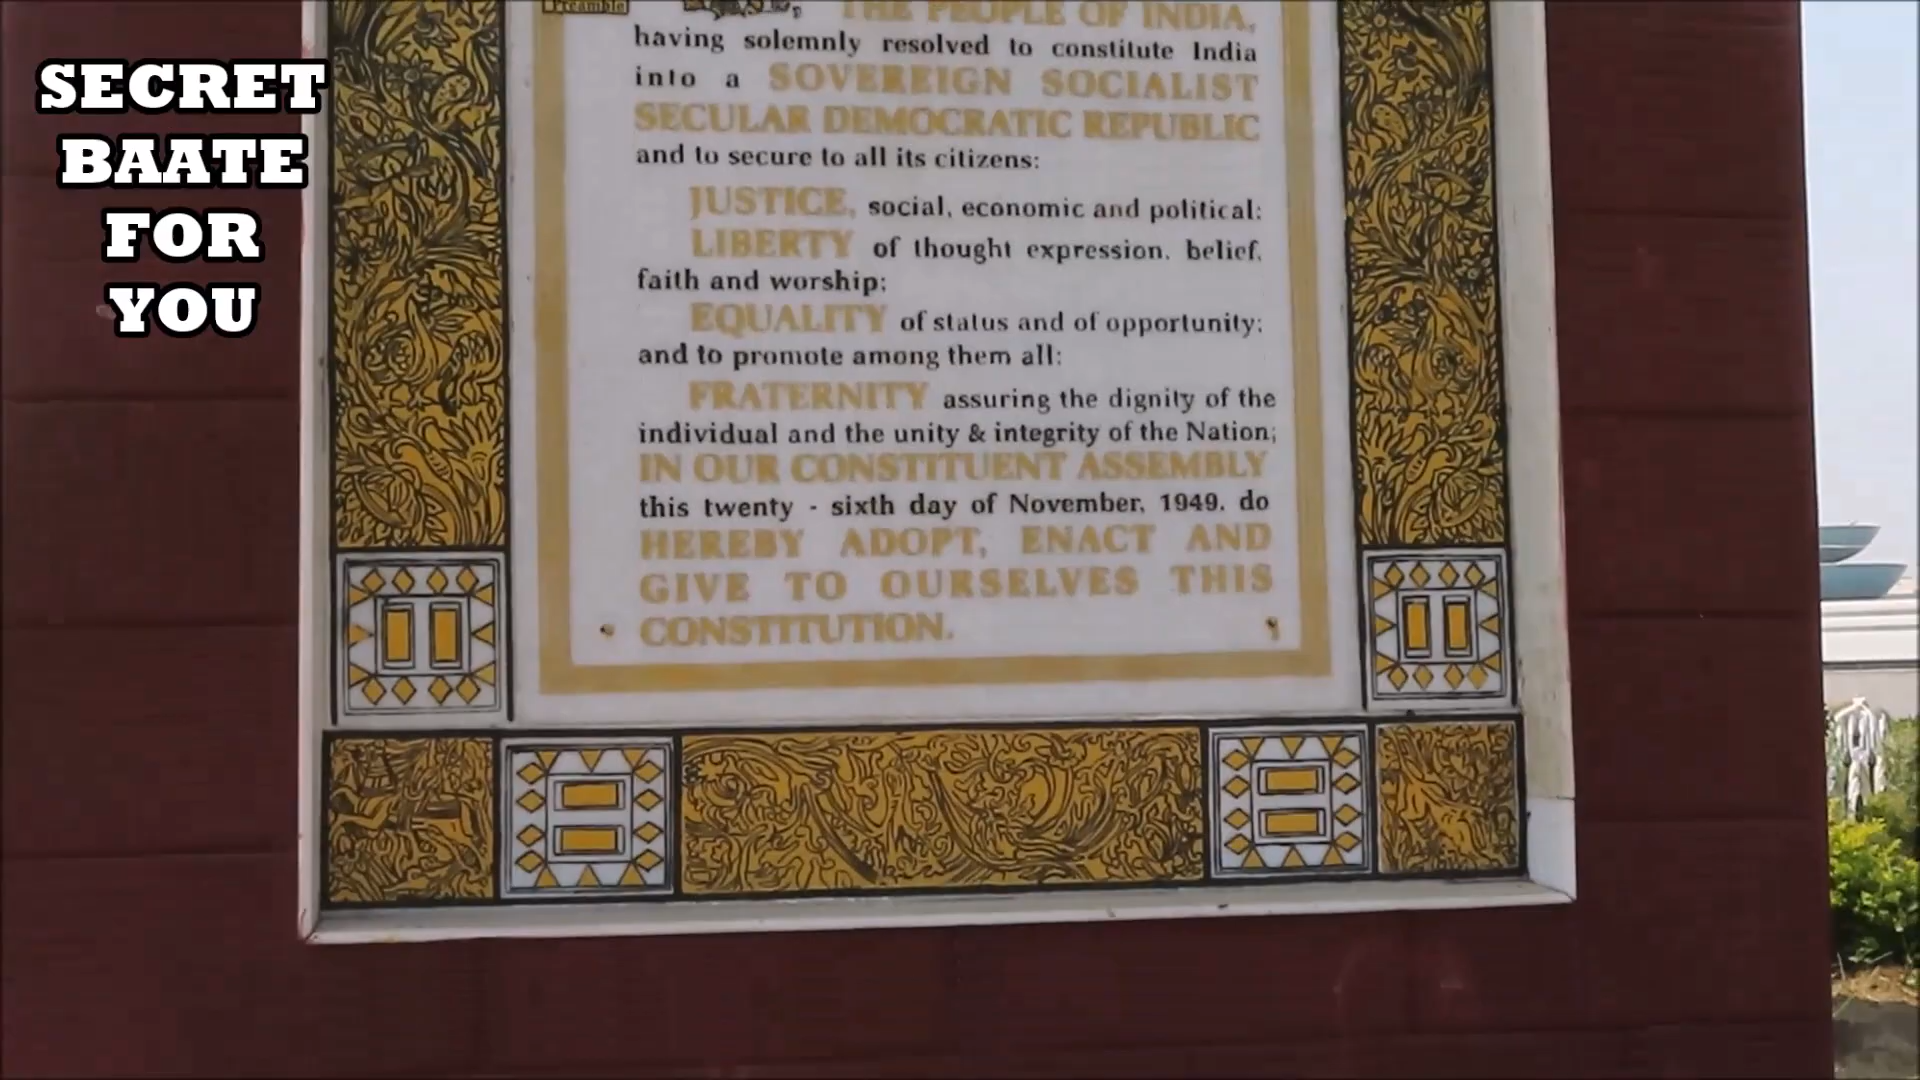 SECRET
BAATE
FOR
YOU
Preamble
THE PEOPLE OF INDIA,
having solemnly resolved to constitute India
into a SOVEREIGN SOCIALIST
SECULAR DEMOCRATIC REPUBLIC
and to secure to all its citizens:
JUSTICE, social, economic and political;
LIBERTY of thought expression, belief,
faith and worship;
EQUALITY of status and of opportunity;
and to promote among them all:
FRATERNITY assuring the dignity of the
individual and the unity & integrity of the Nation;
IN OUR CONSTITUENT ASSEMBLY
this twenty - sixth day of November, 1949, do
HEREBY ADOPT, ENACT AND
GIVE TO OURSELVES THIS
CONSTITUTION.